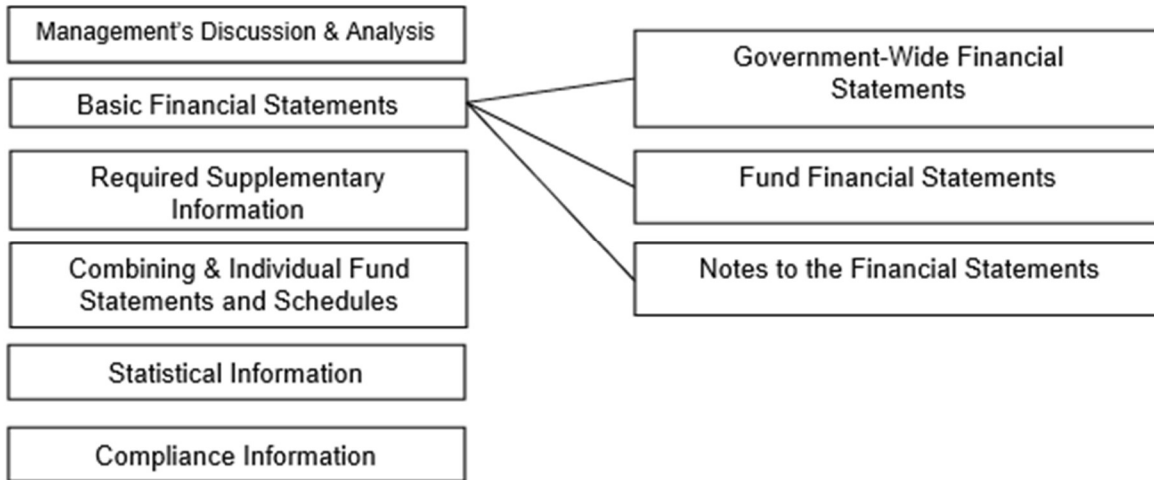 Management's Discussion & Analysis
Basic Financial Statements
Required Supplementary
Information
Combining & Individual Fund
Statements and Schedules
Statistical Information
Compliance Information
Government-Wide Financial
Statements
Fund Financial Statements
Notes to the Financial Statements